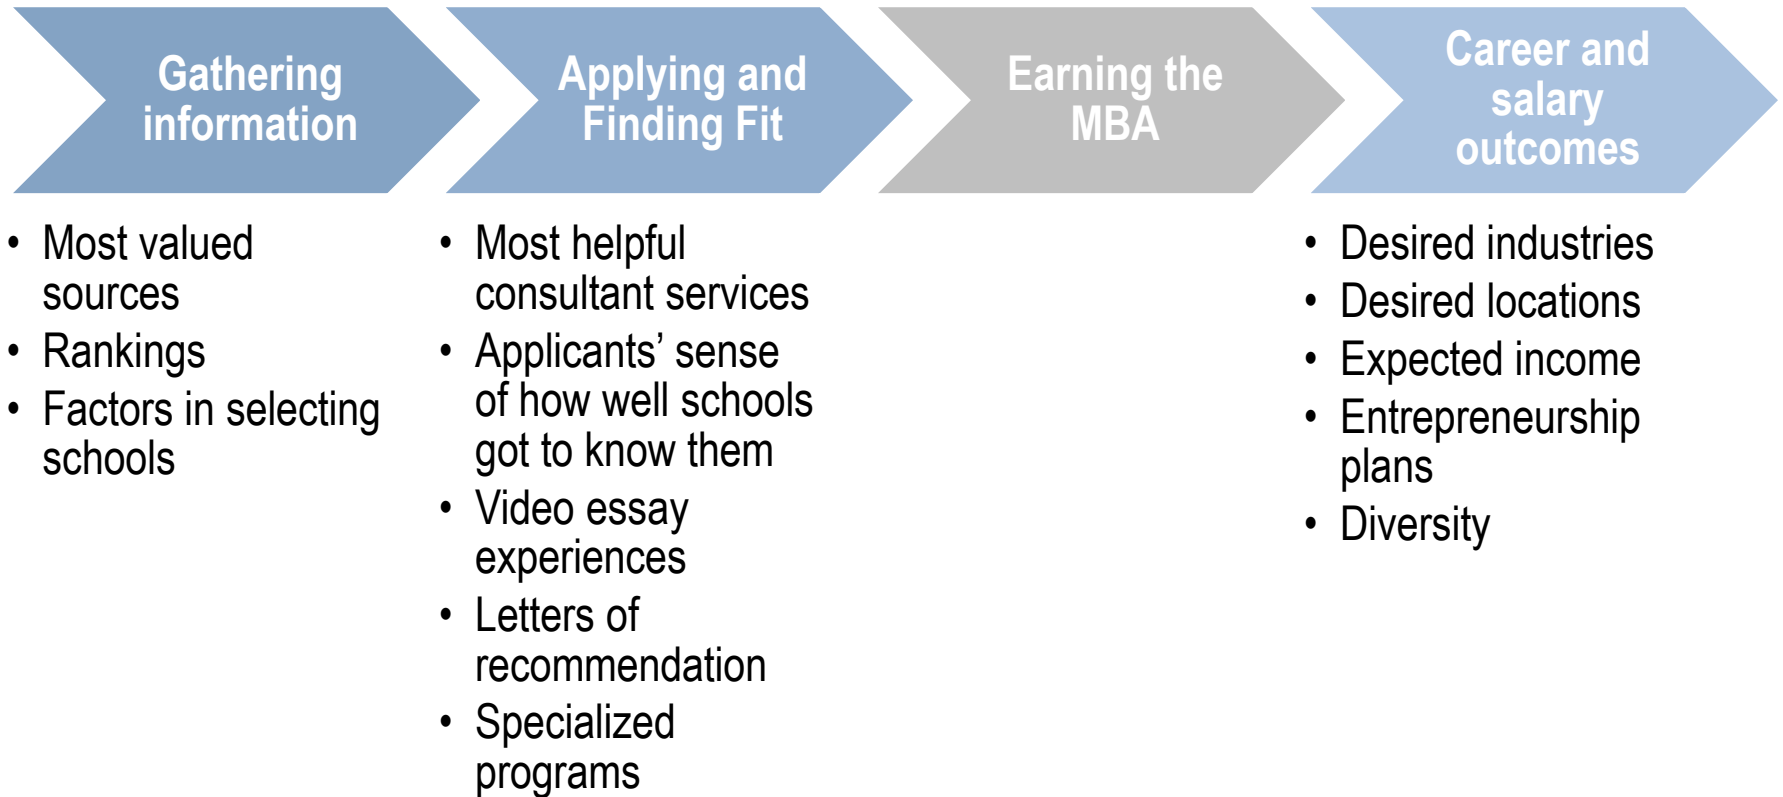 Gathering
information
Applying and
Finding Fit
Earning the
MBA
Career and
salary
outcomes
• Most valued
sources
• Rankings
• Factors in selecting
schools
• Most helpful
consultant services
• Applicants’ sense
of how well schools
got to know them
• Video essay
experiences
• Letters of
recommendation
• Specialized
programs
• Desired industries
• Desired locations
• Expected income
• Entrepreneurship
plans
• Diversity